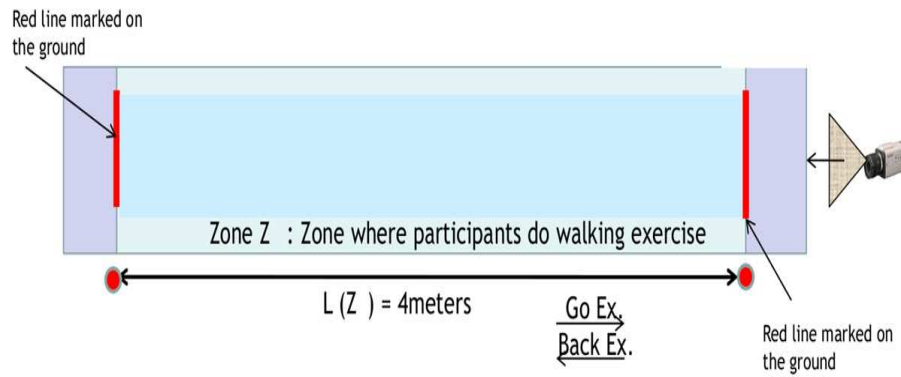 Red line marked on
the ground
Zone Z : Zone where participants do walking exercise
L (Z ) = 4meters
Go Ex.
Back Ex.
Red line marked on
the ground